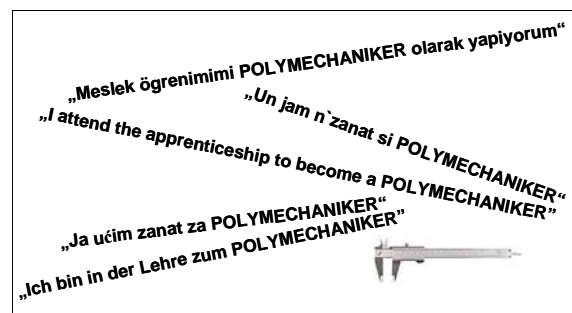 „Meslek ögrenimimi POLYMECHANIKER olarak yapiyorum“
„Un jam n`zanat si POLYMECHANIKER“
„I attend the apprenticeship to become a POLYMECHANIKER”
„Ja ućim zanat za POLYMECHANIKER“
„Ich bin in der Lehre zum POLYMECHANIKER”